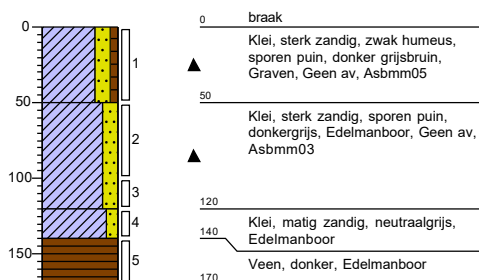 0
50
100
150
1
2
3
4
5
0
braak
Klei, sterk zandig, zwak humeus,
sporen puin, donker grijsbruin,
Graven, Geen av, Asbmm05
50
Klei, sterk zandig, sporen puin,
donkergrijs, Edelmanboor, Geen av,
Asbmm03
120
Klei, matig zandig, neutraalgrijs,
Edelmanboor
140
Veen, donker, Edelmanboor
170